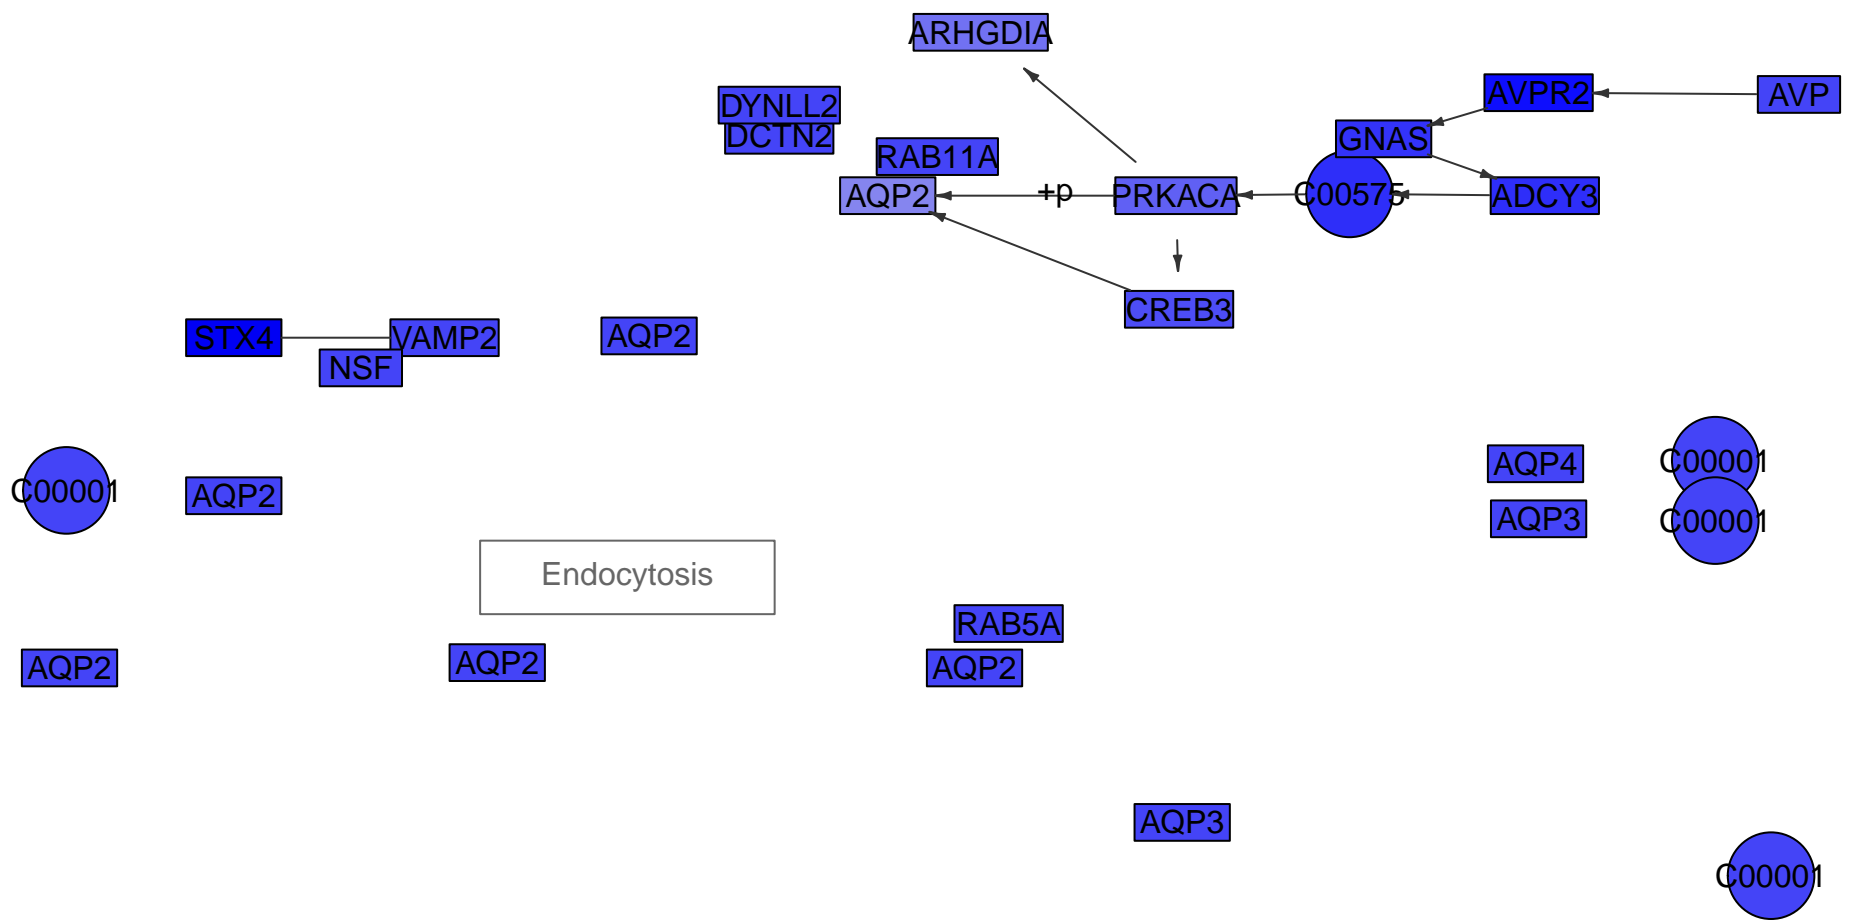 ARHGDIA
DYNLL2
AVPR2
AVP
DCTN2
GNAS
RAB11A
AQP2
+p
PRKACA
C00575
ADCY3
CREB3
STX4
VAMP2
AQP2
NSF
AQP4
C00001
C00001
AQP2
AQP3
C00001
Endocytosis
RAB5A
AQP2
AQP2
AQP2
AQP3
C00001